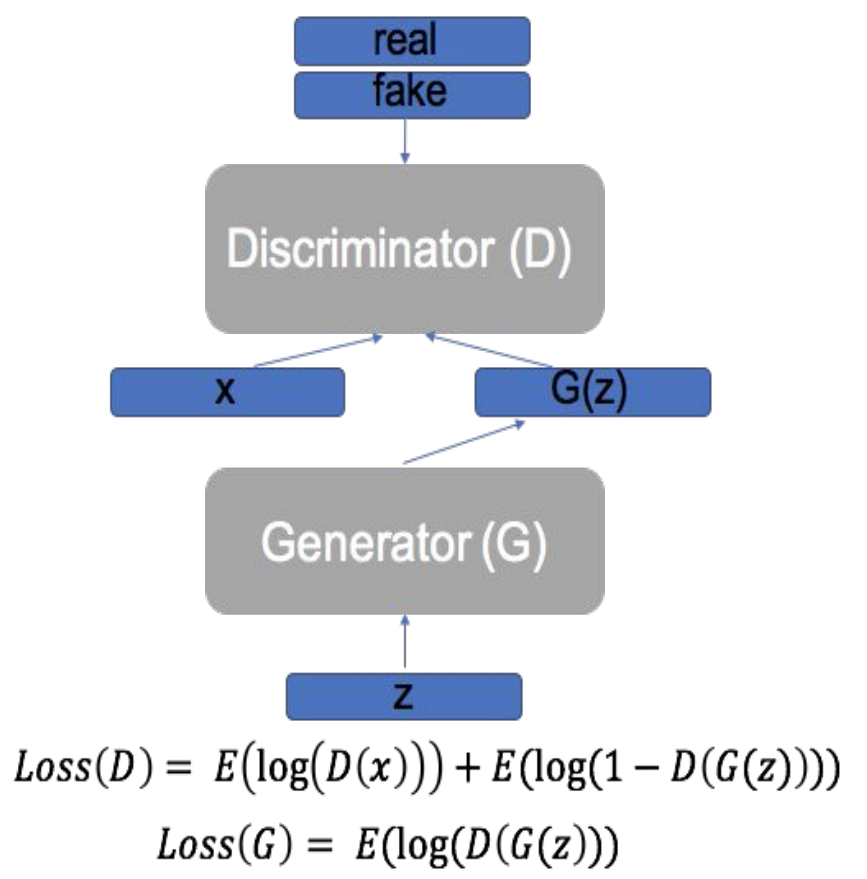 real
fake
Discriminator (D)
x
G(z)
Generator (G)
z
Loss(D) = E(log(D(x))) + E(log(1 − D(G(z))))
Loss(G) = E(log(D(G(z)))